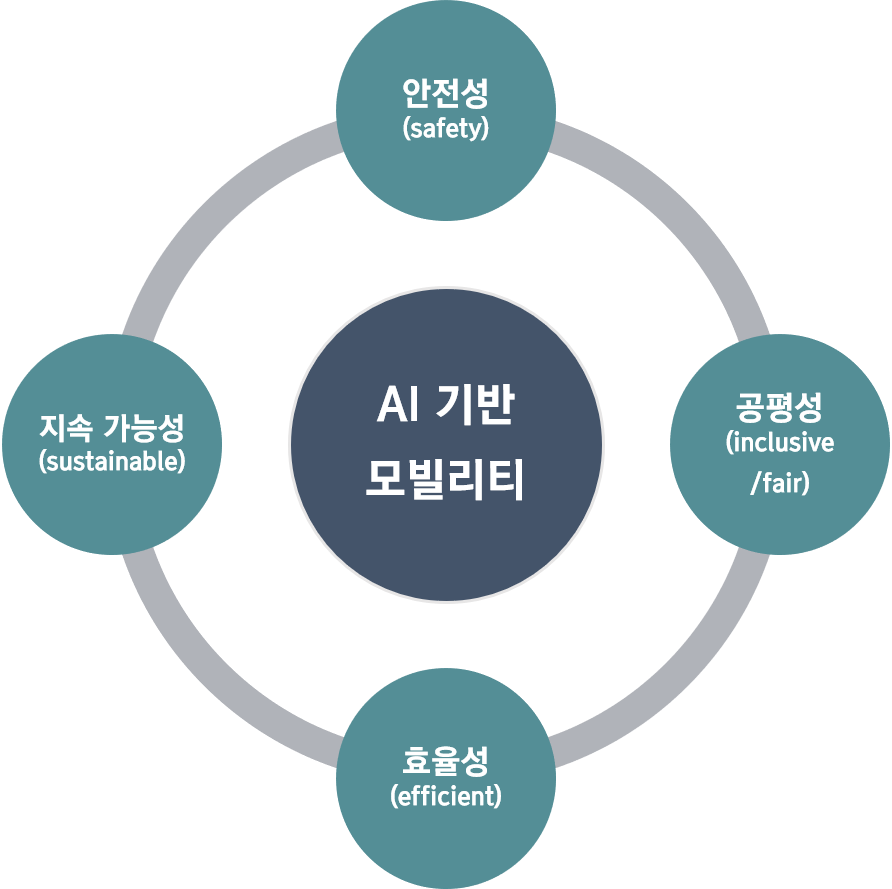 안전성
(safety)
지속 가능성
(sustainable)
AI 기반
모빌리티
공평성
(inclusive
/fair)
효율성
(efficient)